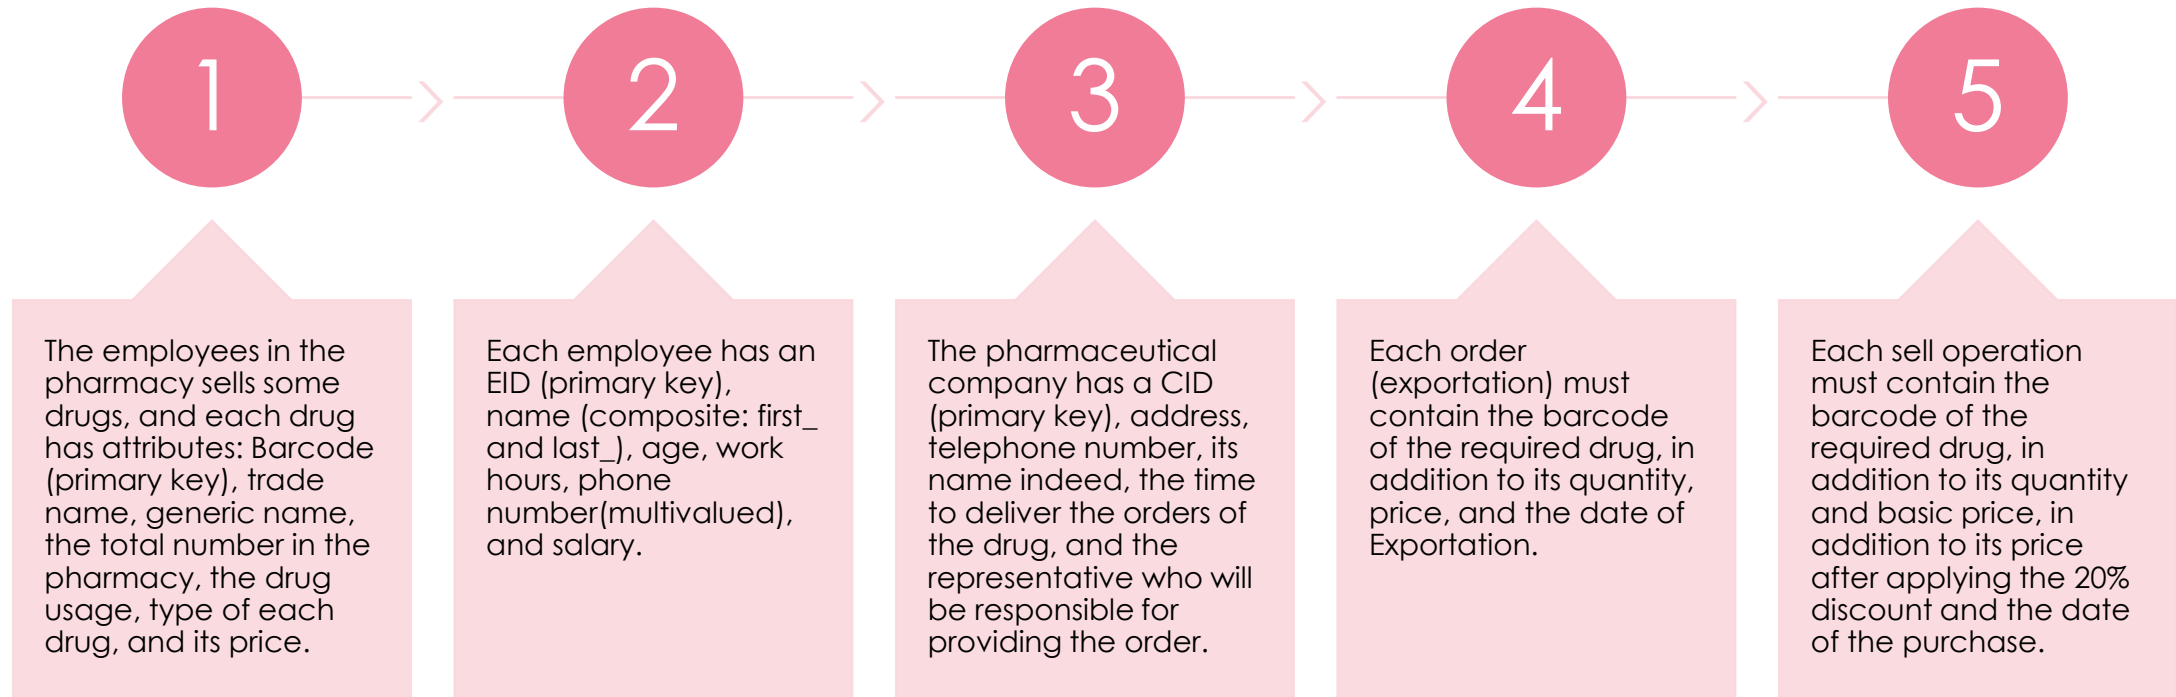 1
2
3
4
5
The employees in the
pharmacy sells some
drugs, and each drug
has attributes: Barcode
(primary key), trade
name, generic name,
the total number in the
pharmacy, the drug
usage, type of each
drug, and its price.
Each employee has an
EID (primary key),
name (composite: first_
and last_), age, work
hours, phone
number(multivalued),
and salary.
The pharmaceutical
company has a CID
(primary key), address,
telephone number, its
name indeed, the time
to deliver the orders of
the drug, and the
representative who will
be responsible for
providing the order.
Each order
(exportation) must
contain the barcode
of the required drug, in
addition to its quantity,
price, and the date of
Exportation.
Each sell operation
must contain the
barcode of the
required drug, in
addition to its quantity
and basic price, in
addition to its price
after applying the 20%
discount and the date
of the purchase.